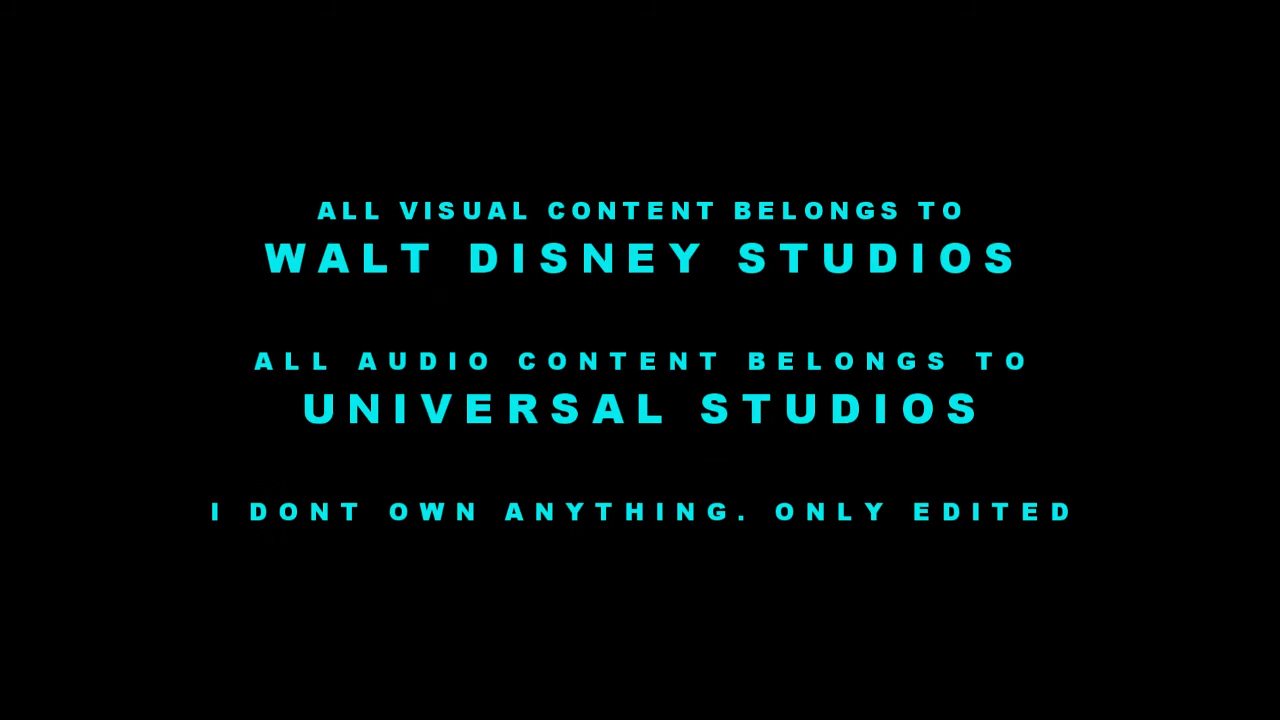 ALL VISUAL CONTENT BELONGS TO
WALT DISNEY STUDIOS
ALL AUDIO CONTENT BELONGS TO
UNIVERSAL STUDIOS
I DONT OWN ANYTHING. ONLY EDITED